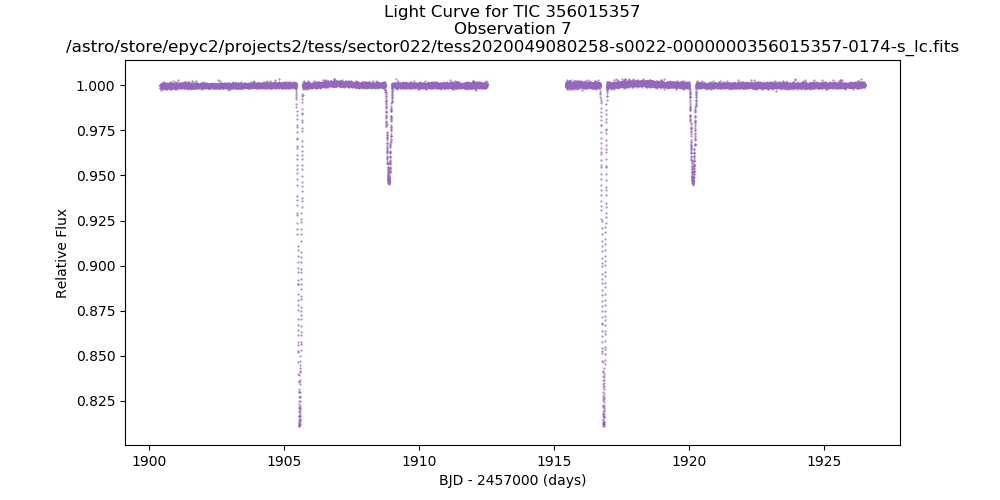 Light Curve for TIC 356015357
Observation 7
/astro/store/epyc2/projects2/tess/sector022/tess2020049080258-s0022-0000000356015357-0174-s_lc.fits
1.000
0.975
0.950
0.925
0.900
0.875
0.850
0.825
Relative Flux
1900
1905
1910
1915
1920
1925
BJD - 2457000 (days)